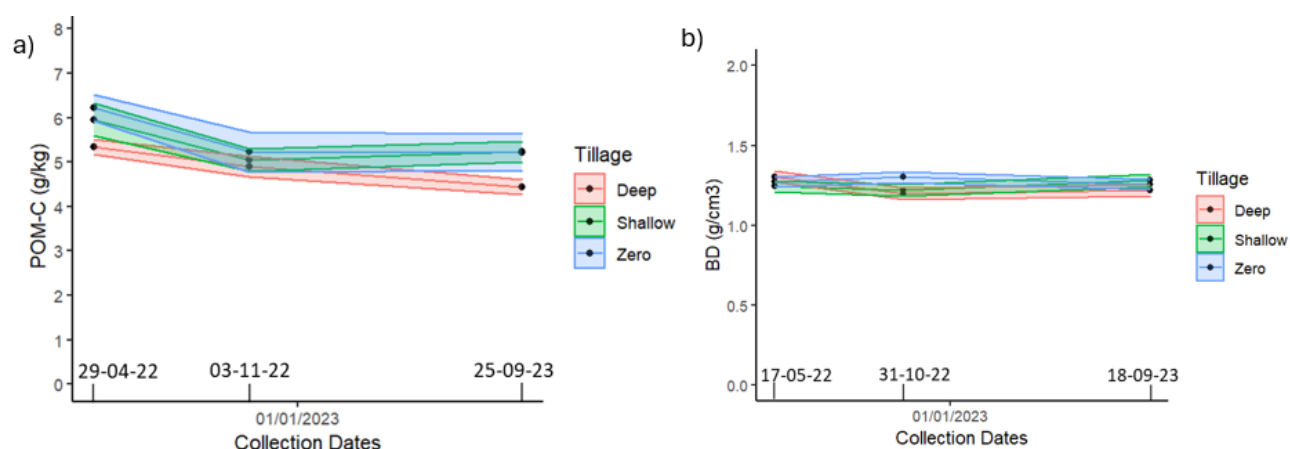 a)
POM-C (g/kg)
8
7
6
5
4
3
2
1
0
29-04-22 03-11-22 25-09-23
01/01/2023
Collection Dates
Tillage
Deep
Shallow
Zero
b)
BD (g/cm3)
2.0
1.5
1.0
0.5
0.0
17-05-22 31-10-22 18-09-23
01/01/2023
Collection Dates
Tillage
Deep
Shallow
Zero